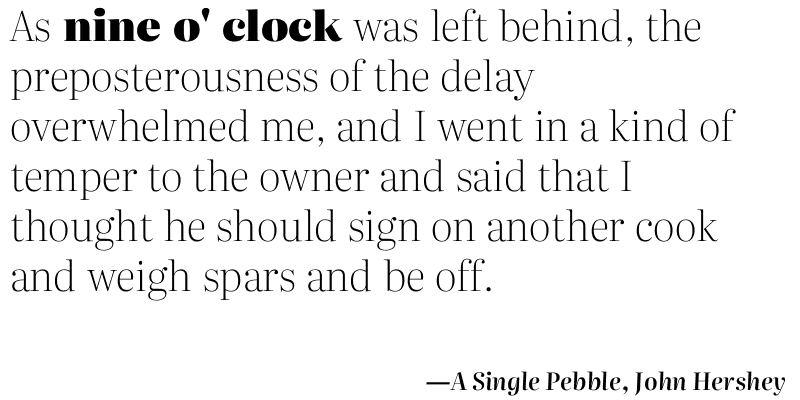 As nine o' clock was left behind, the
preposterousness of the delay
overwhelmed me, and I went in a kind of
temper to the owner and said that I
thought he should sign on another cook
and weigh spars and be off.
—A Single Pebble, John Hershey